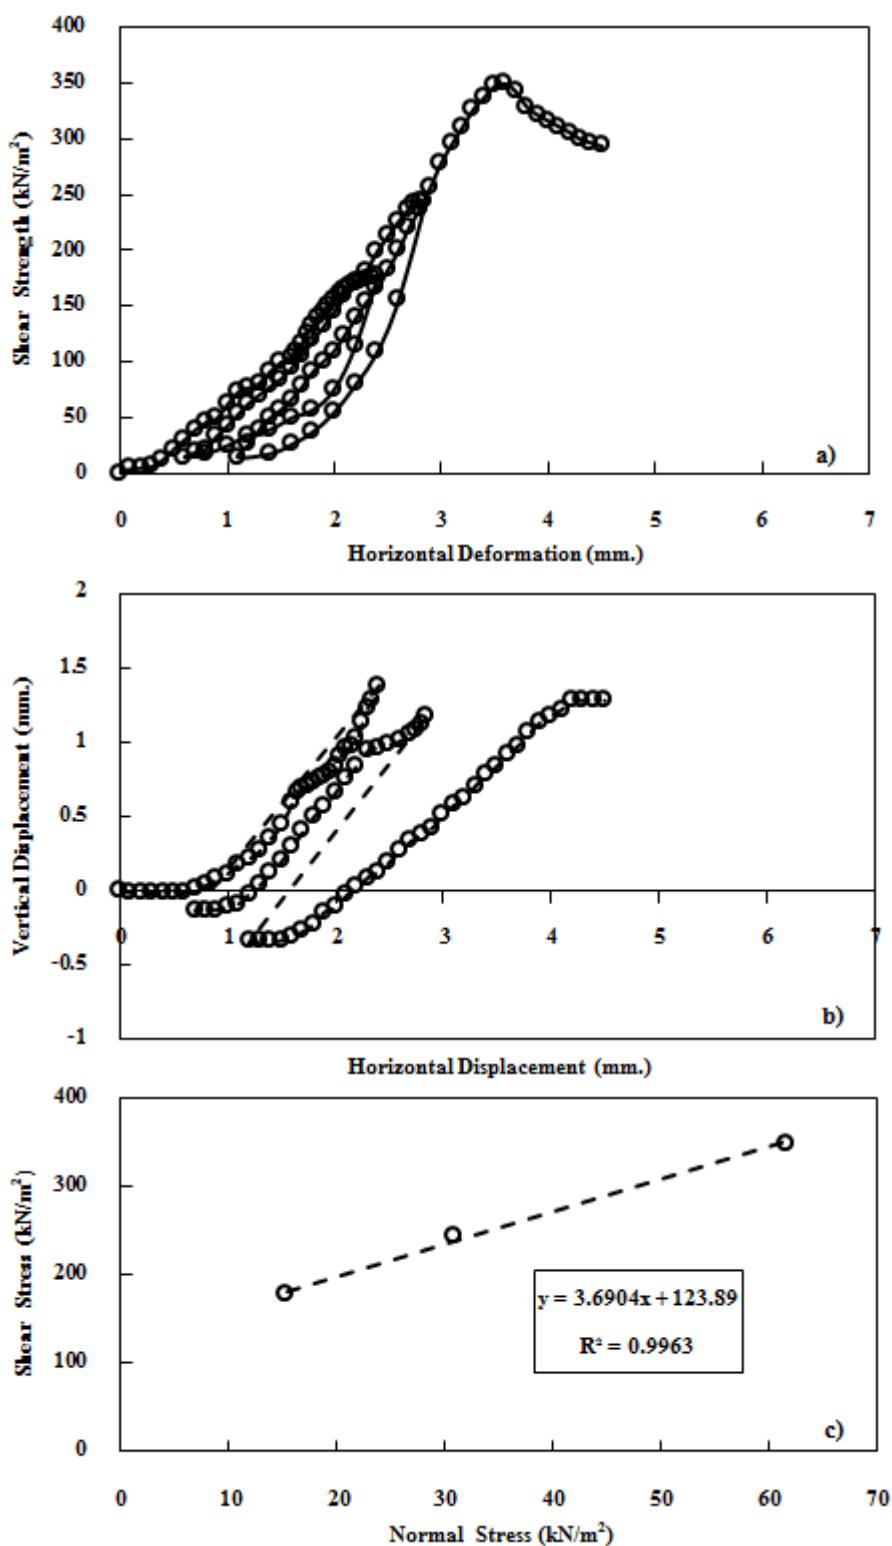 400
350
300
250
200
150
100
50
0
Shear Strength (kN/m²)
a)
0 1 2 3 4 5 6 7
Horizontal Deformation (mm.)
2
1.5
1
0.5
0
-0.5
-1
Vertical Displacement (mm.)
0 1 2 3 4 5 6 7
b)
Horizontal Displacement (mm.)
400
300
200
100
0
Shear Stress (kN/m²)
y = 3.6904x + 123.89
R² = 0.9963
c)
0 10 20 30 40 50 60 70
Normal Stress (kN/m²)